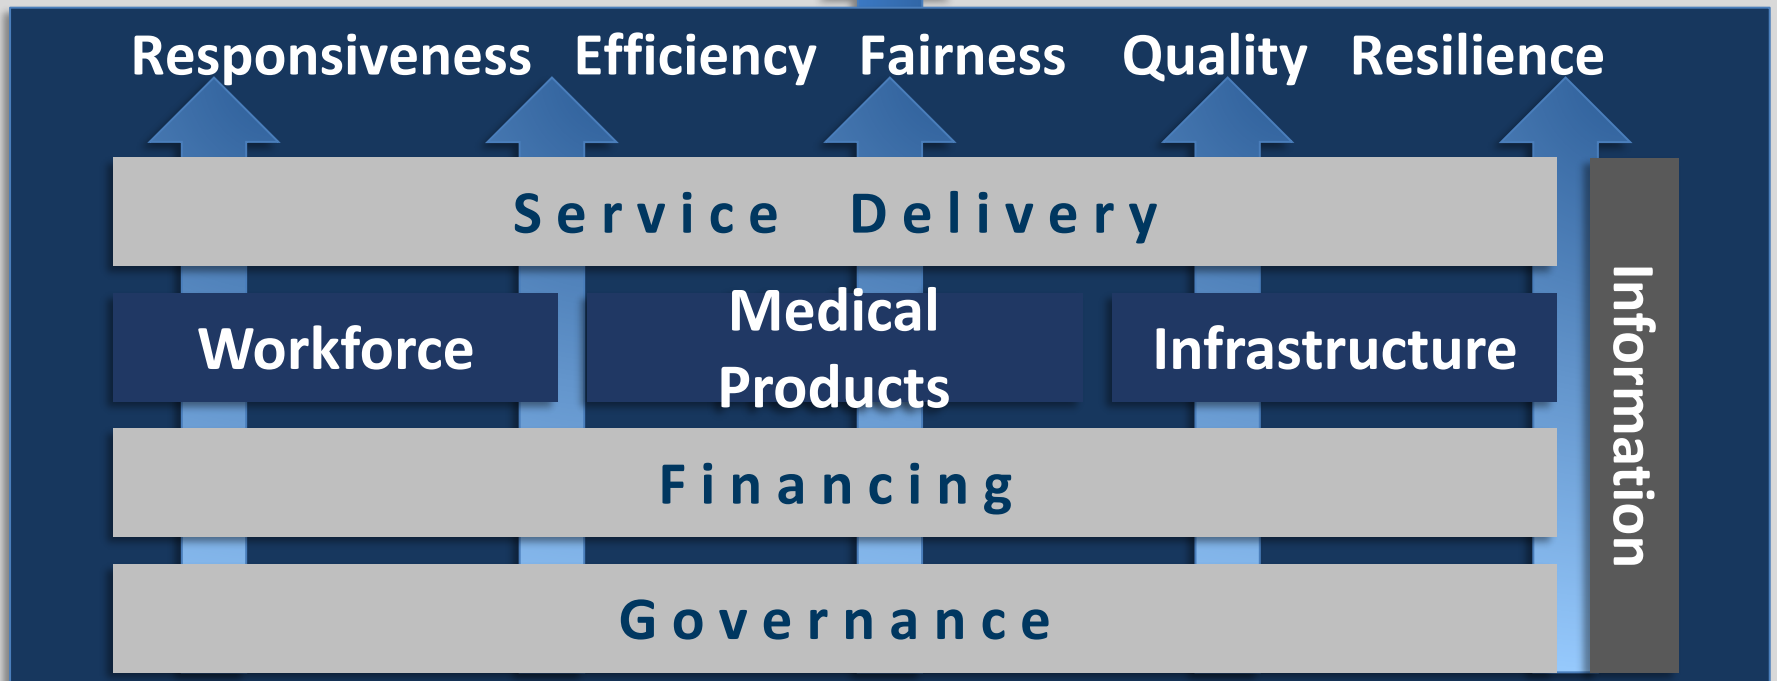 Responsiveness Efficiency Fairness Quality Resilience
Service Delivery
Workforce
Medical
Products
Infrastructure
Financing
Governance
Information